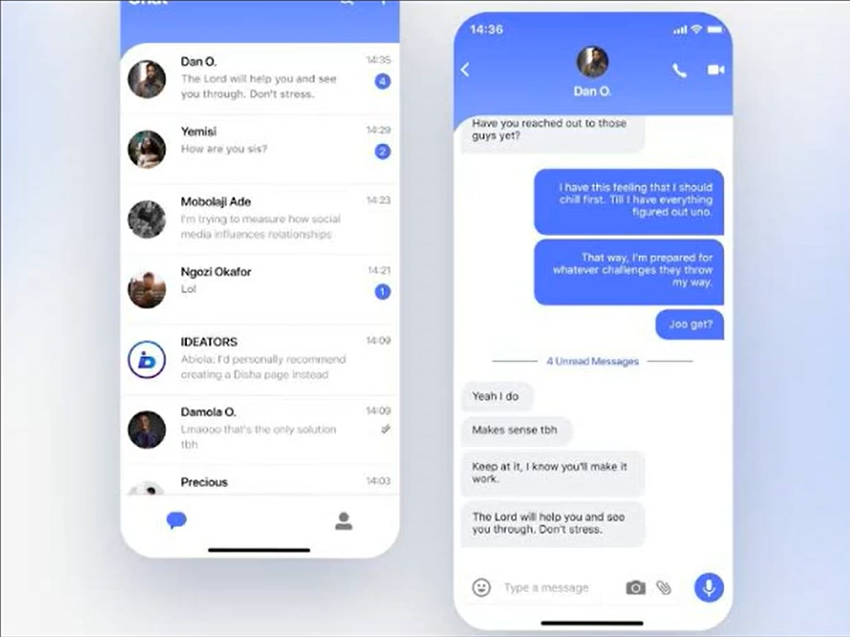 Chat
Dan O.
14:35
The Lord will help you and see
you through. Don't stress.
4
Yemisi
14:29
How are you sis?
2
Mobolaji Ade
14:23
I'm trying to measure how social
media influences relationships
Ngozi Okafor
14:21
Lol
1
IDEATORS
14:09
Abiola: I'd personally recommend
creating a Disha page instead
Damola O.
14:09
Lmaooo that's the only solution
tbh
Precious
14:03
14:36
Dan O.
Have you reached out to those
guys yet?
I have this feeling that I should
chill first. Till I have everything
figured out uno.
That way, I'm prepared for
whatever challenges they throw
my way.
Joo get?
4 Unread Messages
Yeah I do
Makes sense tbh
Keep at it, I know you'll make it
work.
The Lord will help you and see
you through. Don't stress.
Type a message